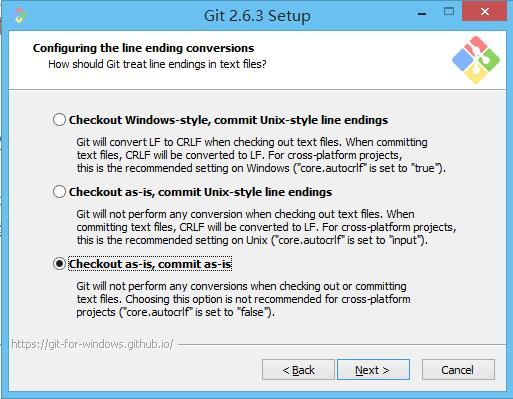 Git 2.6.3 Setup
Configuring the line ending conversions
How should Git treat line endings in text files?
Checkout Windows-style, commit Unix-style line endings
Git will convert LF to CRLF when checking out text files. When committing
text files, CRLF will be converted to LF. For cross-platform projects,
this is the recommended setting on Windows ("core.autocrlf" is set to "true").
Checkout as-is, commit Unix-style line endings
Git will not perform any conversion when checking out text files. When
committing text files, CRLF will be converted to LF. For cross-platform projects,
this is the recommended setting on Unix ("core.autocrlf" is set to "input").
Checkout as-is, commit as-is
Git will not perform any conversions when checking out or committing
text files. Choosing this option is not recommended for cross-platform
projects ("core.autocrlf" is set to "false").
https://git-for-windows.github.io/
< Back
Next >
Cancel